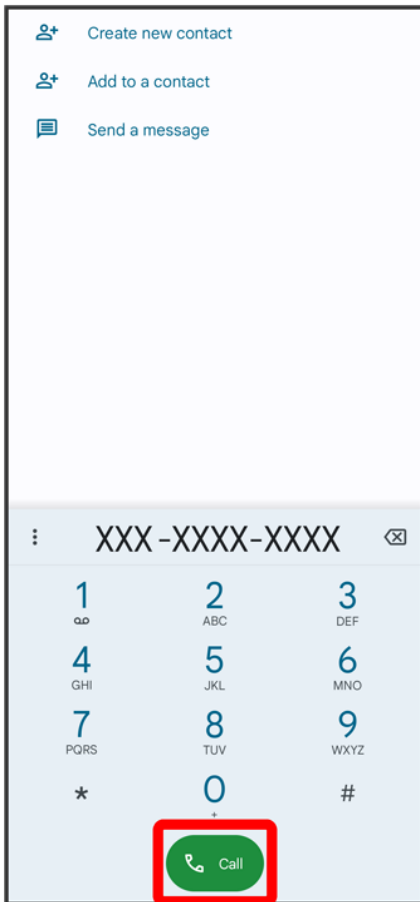 Create new contact
Add to a contact
Send a message
XXX-XXXX-XXXX
1 2 3
ABC DEF
4 5 6
GHI JKL MNO
7 8 9
PQRS TUV WXYZ
* 0 #
+
Call